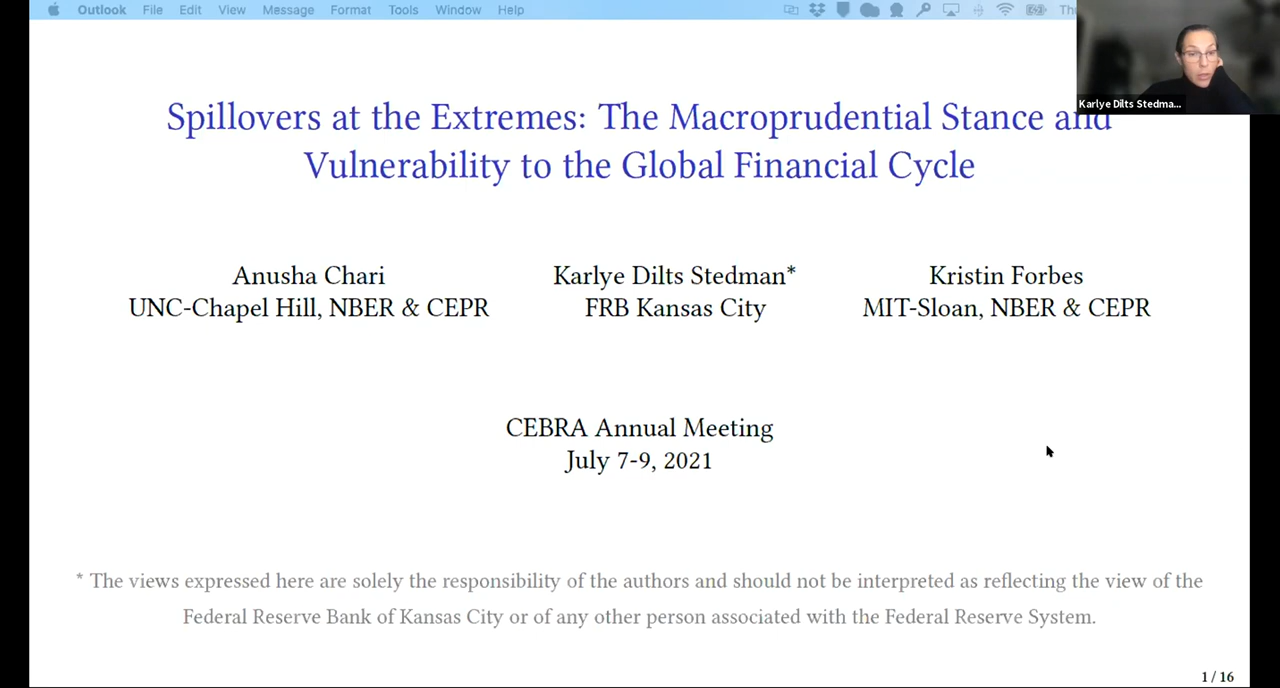 Outlook File Edit View Message Format Tools Window Help
Karlye Dilts Stedma...
Spillovers at the Extremes: The Macroprudential Stance and
Vulnerability to the Global Financial Cycle
Anusha Chari
UNC-Chapel Hill, NBER & CEPR
Karlye Dilts Stedman*
FRB Kansas City
Kristin Forbes
MIT-Sloan, NBER & CEPR
CEBRA Annual Meeting
July 7-9, 2021
* The views expressed here are solely the responsibility of the authors and should not be interpreted as reflecting the view of the
Federal Reserve Bank of Kansas City or of any other person associated with the Federal Reserve System.
1 / 16